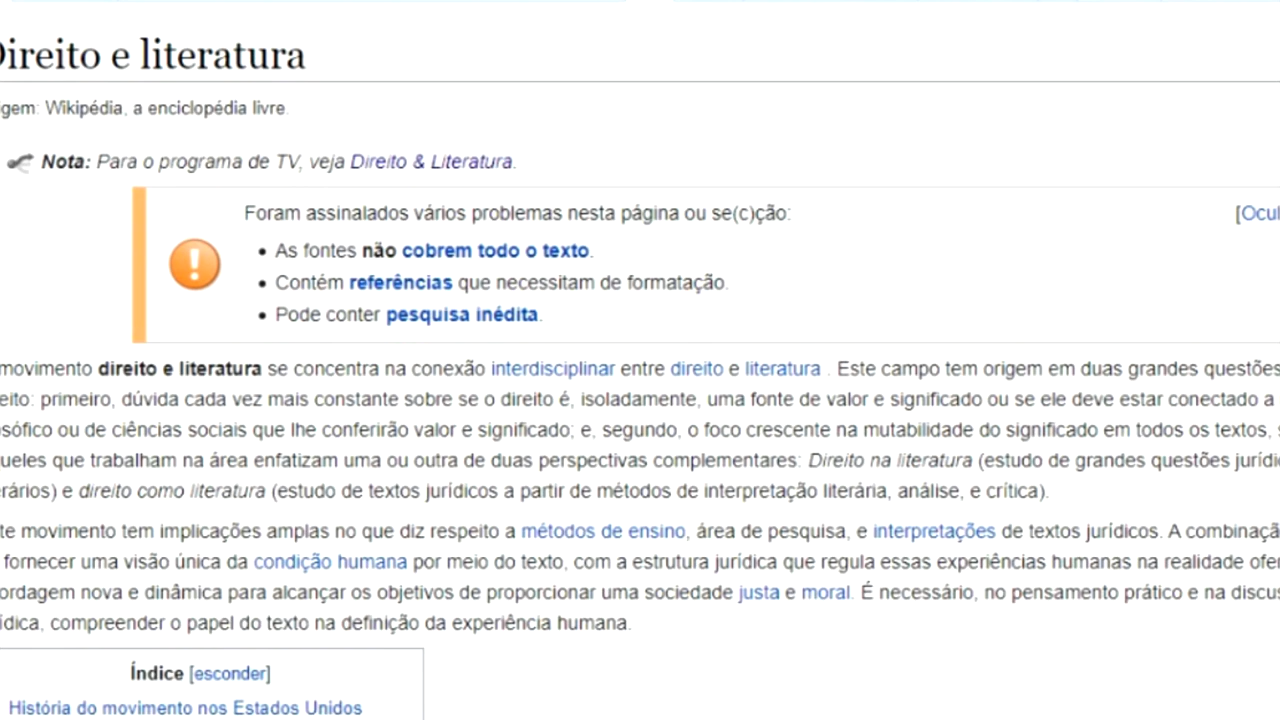 Direito e literatura
gem: Wikipédia, a enciclopédia livre.
Nota: Para o programa de TV, veja Direito & Literatura.
Foram assinalados vários problemas nesta página ou se(c)ção: [Ocul
• As fontes não cobrem todo o texto.
• Contém referências que necessitam de formatação.
• Pode conter pesquisa inédita.
movimento direito e literatura se concentra na conexão interdisciplinar entre direito e literatura . Este campo tem origem em duas grandes questões
eito: primeiro, dúvida cada vez mais constante sobre se o direito é, isoladamente, uma fonte de valor e significado ou se ele deve estar conectado a
sófico ou de ciências sociais que lhe conferirão valor e significado; e, segundo, o foco crescente na mutabilidade do significado em todos os textos,
ueles que trabalham na área enfatizam uma ou outra de duas perspectivas complementares: Direito na literatura (estudo de grandes questões jurídi
rários) e direito como literatura (estudo de textos jurídicos a partir de métodos de interpretação literária, análise, e crítica).
te movimento tem implicações amplas no que diz respeito a métodos de ensino, área de pesquisa, e interpretações de textos jurídicos. A combinaçã
fornecer uma visão única da condição humana por meio do texto, com a estrutura jurídica que regula essas experiências humanas na realidade ofer
ordagem nova e dinâmica para alcançar os objetivos de proporcionar uma sociedade justa e moral. É necessário, no pensamento prático e na discus
ídica, compreender o papel do texto na definição da experiência humana.
Índice [esconder]
História do movimento nos Estados Unidos